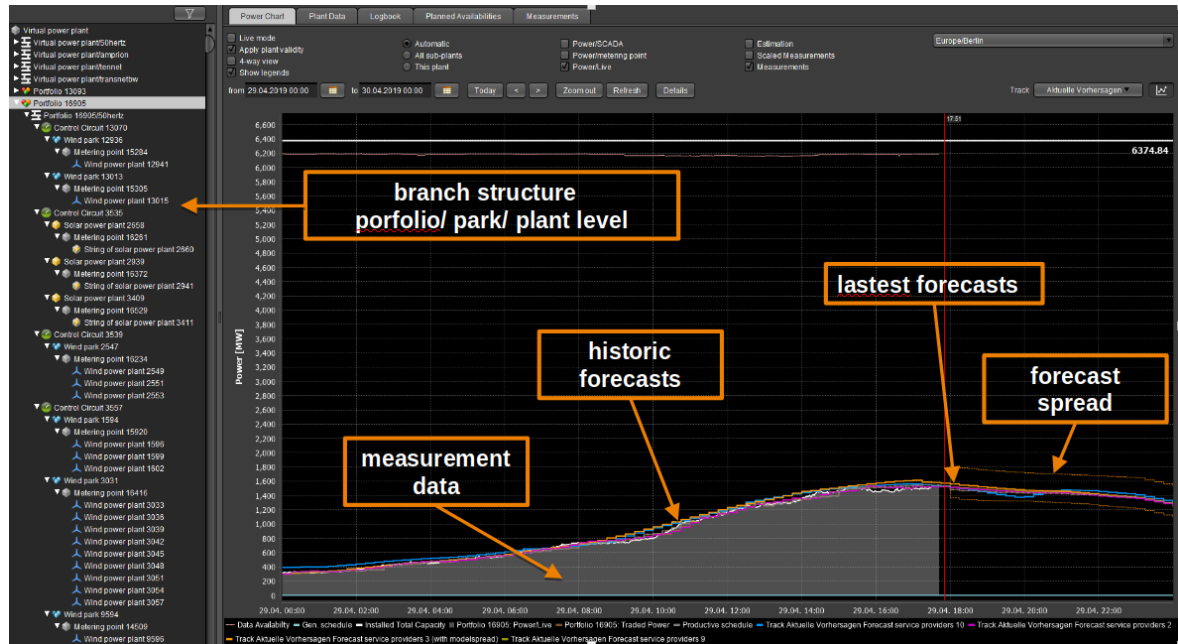 Power Chart
Plant Data
Logbook
Planned Availabilities
Measurements
Virtual power plant
Virtual power plant/50hertz
Virtual power plant/amprion
Virtual power plant/tennet
Virtual power plant/transnetbw
Portfolio 13093
Portfolio 16905
Portfolio 16905/50hertz
Control Circuit 13070
Wind park 12936
Metering point 15284
Wind power plant 12941
Wind park 13013
Metering point 15305
Wind power plant 13015
Control Circuit 3535
Solar power plant 2658
Metering point 16261
String of solar power plant 2660
Solar power plant 2939
Metering point 16372
String of solar power plant 2941
Solar power plant 3409
Metering point 16529
String of solar power plant 3411
Control Circuit 3539
Wind park 2547
Metering point 16234
Wind power plant 2549
Wind power plant 2551
Wind power plant 2553
Control Circuit 3557
Wind park 1594
Metering point 15920
Wind power plant 1596
Wind power plant 1599
Wind power plant 1602
Wind park 3031
Metering point 16416
Wind power plant 3033
Wind power plant 3036
Wind power plant 3039
Wind power plant 3042
Wind power plant 3045
Wind power plant 3048
Wind power plant 3051
Wind power plant 3054
Wind power plant 3057
Wind park 9594
Metering point 14509
Wind power plant 9596
Live mode
Apply plant validity
4-way view
Show legends
Automatic
All sub-plants
This plant
Power/SCADA
Power/metering point
Power/Live
Estimation
Scaled Measurements
Measurements
Europe/Berlin
from 29.04.2019 00:00 to 30.04.2019 00:00 Today < > Zoom out Refresh Details
Track Aktuelle Vorhersagen
17:51
6374.84
Power [MW]
6,600
6,400
6,200
6,000
5,800
5,600
5,400
5,200
5,000
4,800
4,600
4,400
4,200
4,000
3,800
3,600
3,400
3,200
3,000
2,800
2,600
2,400
2,200
2,000
1,800
1,600
1,400
1,200
1,000
800
600
400
200
0
branch structure
porfolio/ park/ plant level
lastest forecasts
historic
forecasts
forecast
spread
measurement
data
29.04. 00:00 29.04. 02:00 29.04. 04:00 29.04. 06:00 29.04. 08:00 29.04. 10:00 29.04. 12:00 29.04. 14:00 29.04. 16:00 29.04. 18:00 29.04. 20:00 29.04. 22:00
Data Availability Gen. schedule Installed Total Capacity Portfolio 16905: Power/Live Portfolio 16905: Traded Power Productive schedule Track Aktuelle Vorhersagen Forecast service providers 10 Track Aktuelle Vorhersagen Forecast service providers 2
Track Aktuelle Vorhersagen Forecast service providers 3 (with modelspread) Track Aktuelle Vorhersagen Forecast service providers 9